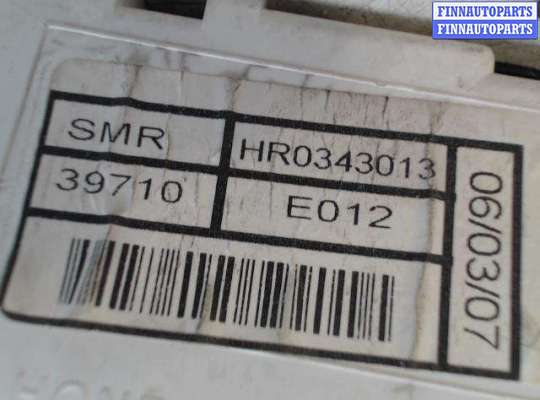 FINNAUTOPARTS
FINNAUTOPARTS
SMR HR0343013
39710 E012
06/03/07